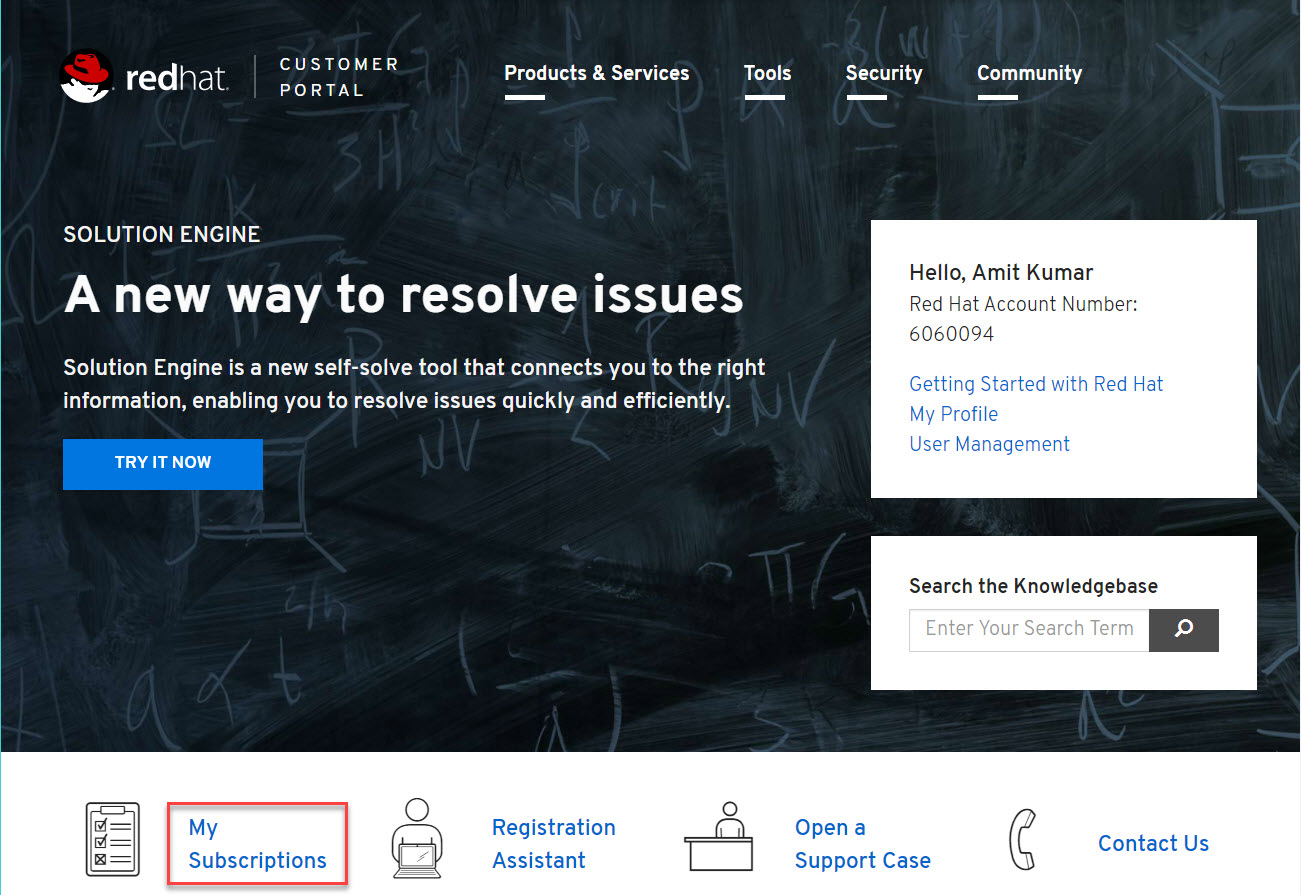 redhat.
CUSTOMER
PORTAL
Products & Services
Tools
Security
Community
SOLUTION ENGINE
A new way to resolve issues
Solution Engine is a new self-solve tool that connects you to the right
information, enabling you to resolve issues quickly and efficiently.
TRY IT NOW
Hello, Amit Kumar
Red Hat Account Number:
6060094
Getting Started with Red Hat
My Profile
User Management
Search the Knowledgebase
Enter Your Search Term
My
Subscriptions
Registration
Assistant
Open a
Support Case
Contact Us